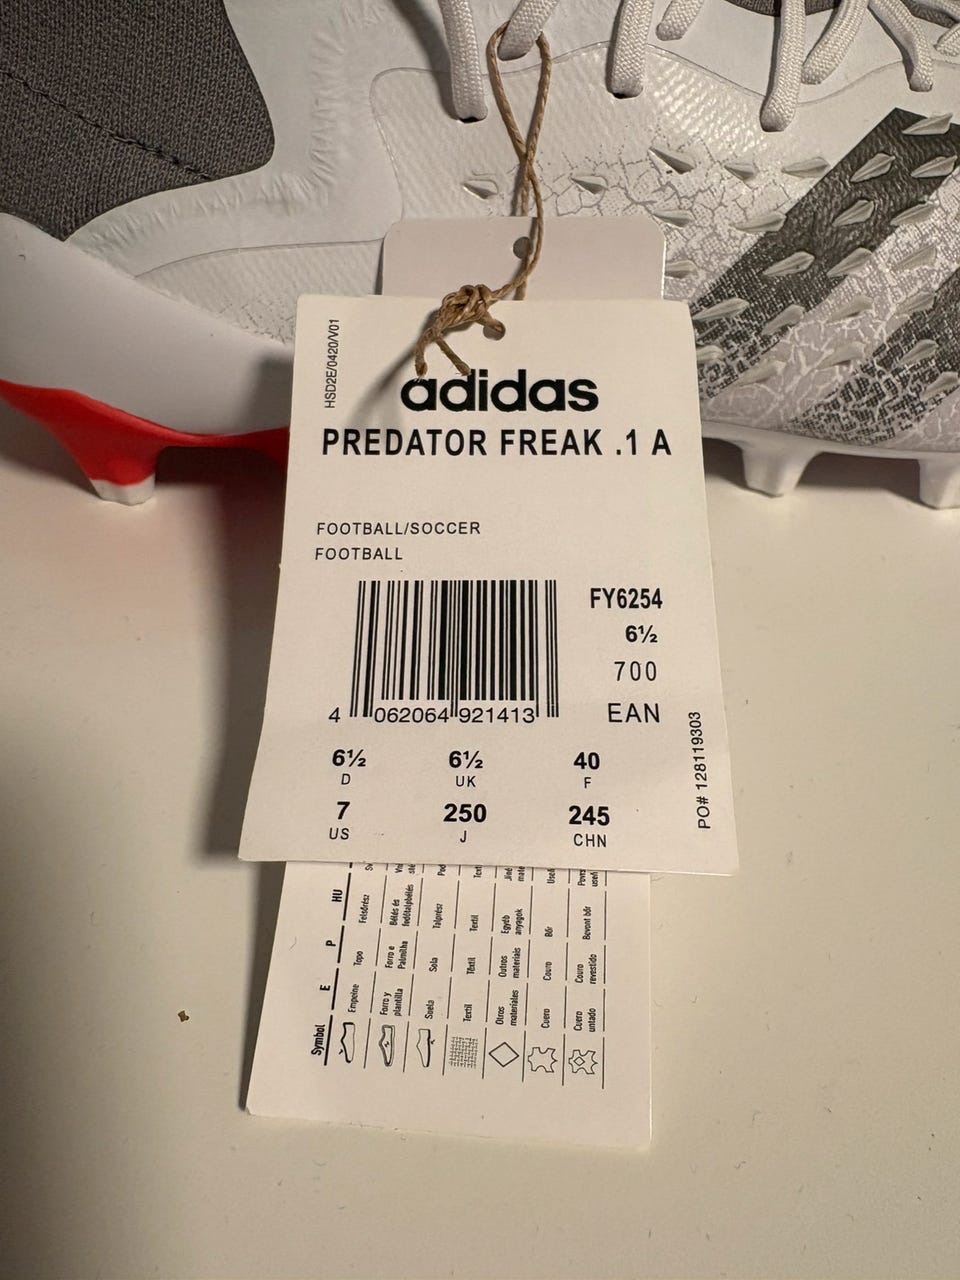 HSD2E/0420/V01
adidas
PREDATOR FREAK .1 A
FOOTBALL/SOCCER
FOOTBALL
FY6254
6½
700
EAN
4 062064 921413
6½ 6½ 40
D UK F
7 250 245
US J CHN
PO# 128119303
Symbol E P HU
Empeine Topo Felsőrész
Forro y plantilla Forro e Palmilha Bélés és fedőtalpbélés
Suela Sola Talprész
Textil Têxtil Textil
Otros materiales Outros materiais Egyéb anyagok
Cuero Couro Bőr
Cuero untado Couro revestido Bevont bőr